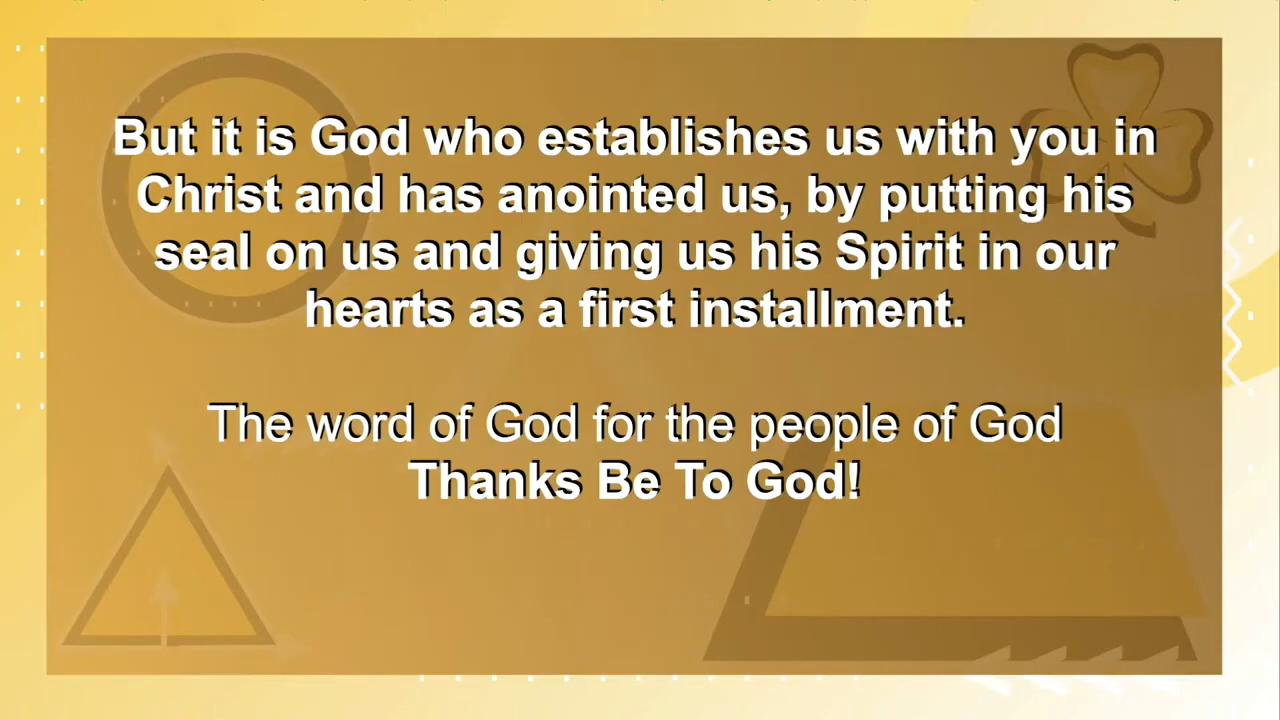 But it is God who establishes us with you in
Christ and has anointed us, by putting his
seal on us and giving us his Spirit in our
hearts as a first installment.
The word of God for the people of God
Thanks Be To God!